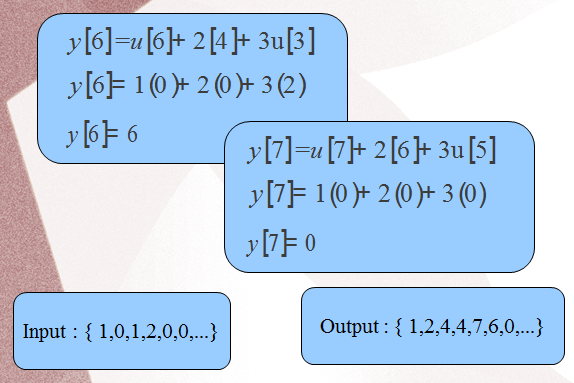 y[6]=u[6]+ 2[4]+ 3u[3]
y[6]= 1(0)+ 2(0)+ 3(2)
y[6]= 6
y[7]=u[7]+ 2[6]+ 3u[5]
y[7]= 1(0)+ 2(0)+ 3(0)
y[7]= 0
Input : { 1,0,1,2,0,0,...}
Output : { 1,2,4,4,7,6,0,...}